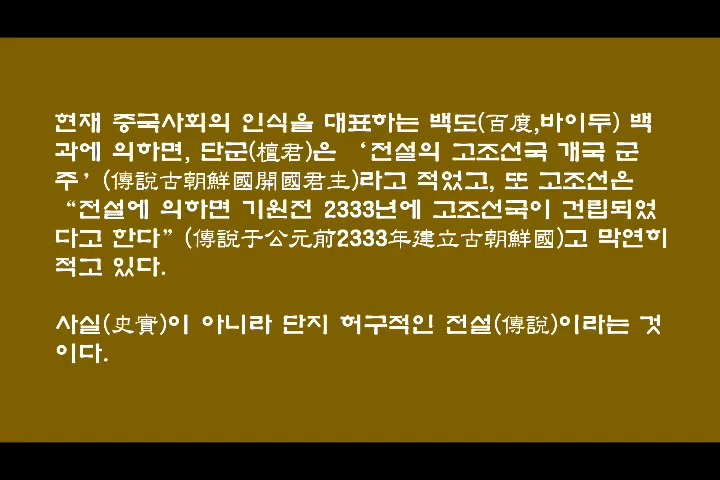 현재 중국사회의 인식을 대표하는 백도(百度,바이두) 백
과에 의하면, 단군(檀君)은 ‘전설의 고조선국 개국 군
주’(傳說古朝鮮國開國君主)라고 적었고, 또 고조선은
“전설에 의하면 기원전 2333년에 고조선국이 건립되었
다고 한다”(傳說于公元前2333年建立古朝鮮國)고 막연히
적고 있다.
사실(史實)이 아니라 단지 허구적인 전설(傳說)이라는 것
이다.